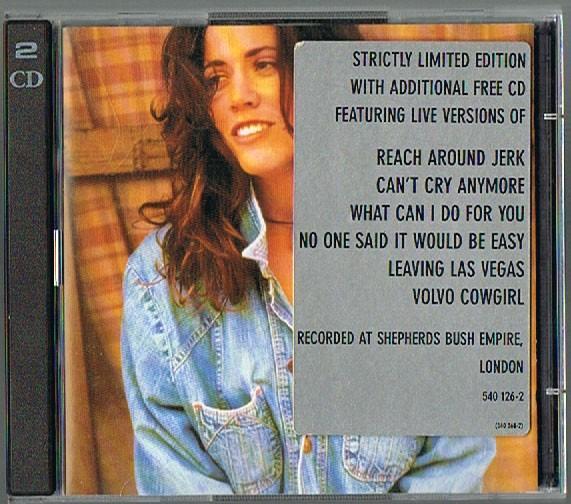 2
CD
STRICTLY LIMITED EDITION
WITH ADDITIONAL FREE CD
FEATURING LIVE VERSIONS OF
REACH AROUND JERK
CAN'T CRY ANYMORE
WHAT CAN I DO FOR YOU
NO ONE SAID IT WOULD BE EASY
LEAVING LAS VEGAS
VOLVO COWGIRL
RECORDED AT SHEPHERDS BUSH EMPIRE,
LONDON
540 126-2